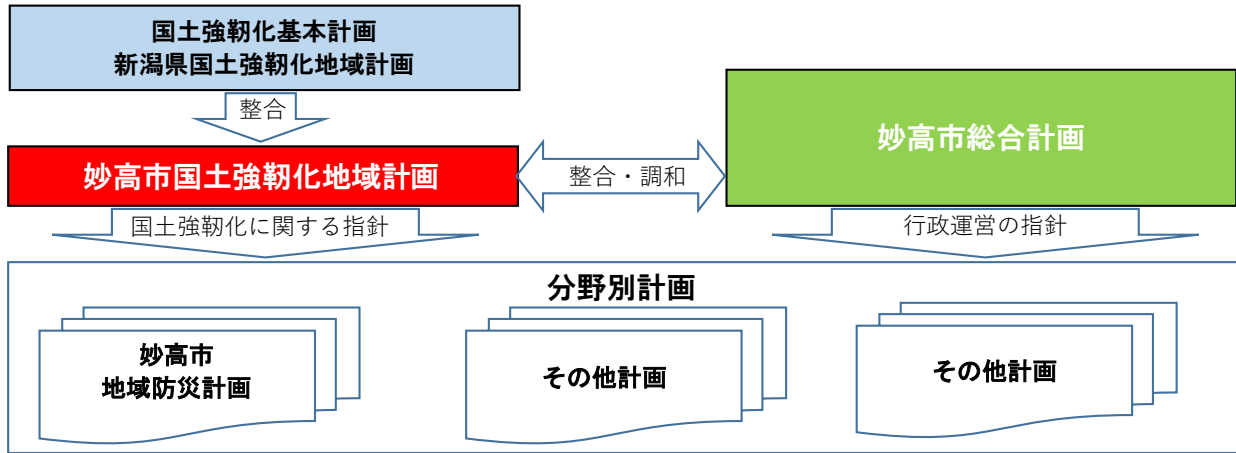 国土強靭化基本計画
新潟県国土強靭化地域計画
整合
妙高市総合計画
妙高市国土強靭化地域計画
整合・調和
国土強靭化に関する指針
行政運営の指針
分野別計画
妙高市
地域防災計画
その他計画
その他計画